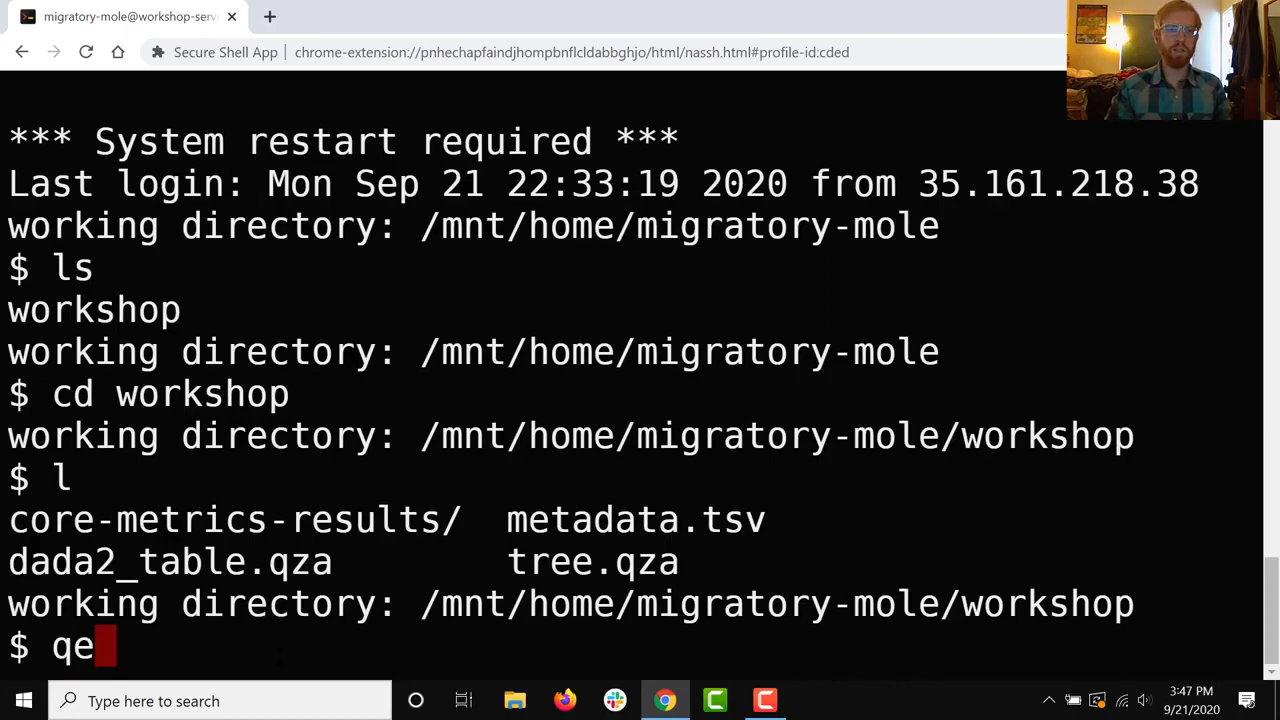 migratory-mole@workshop-serv
Secure Shell App
chrome-extension://pnhechapfaindjhompbnflcldabbghjo/html/nassh.html#profile-id:cded
*** System restart required ***
Last login: Mon Sep 21 22:33:19 2020 from 35.161.218.38
working directory: /mnt/home/migratory-mole
$ ls
workshop
working directory: /mnt/home/migratory-mole
$ cd workshop
working directory: /mnt/home/migratory-mole/workshop
$ l
core-metrics-results/ metadata.tsv
dada2_table.qza tree.qza
working directory: /mnt/home/migratory-mole/workshop
$ qe
Type here to search
3:47 PM
9/21/2020